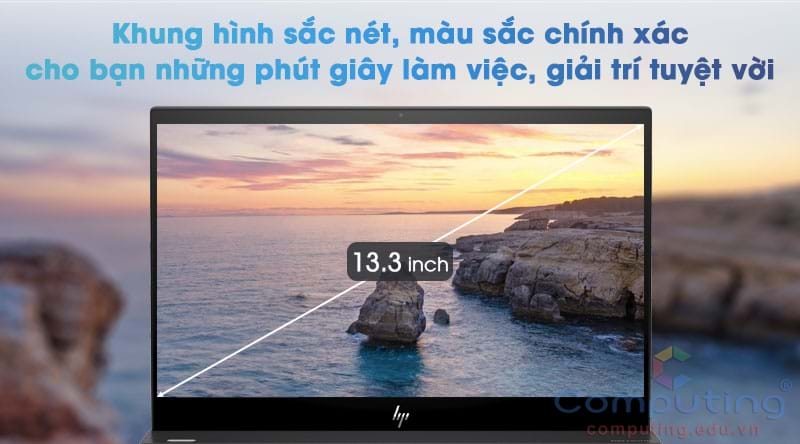 Khung hình sắc nét, màu sắc chính xác
cho bạn những phút giây làm việc, giải trí tuyệt vời
13.3 inch
hp
Computing®
computing.edu.vn